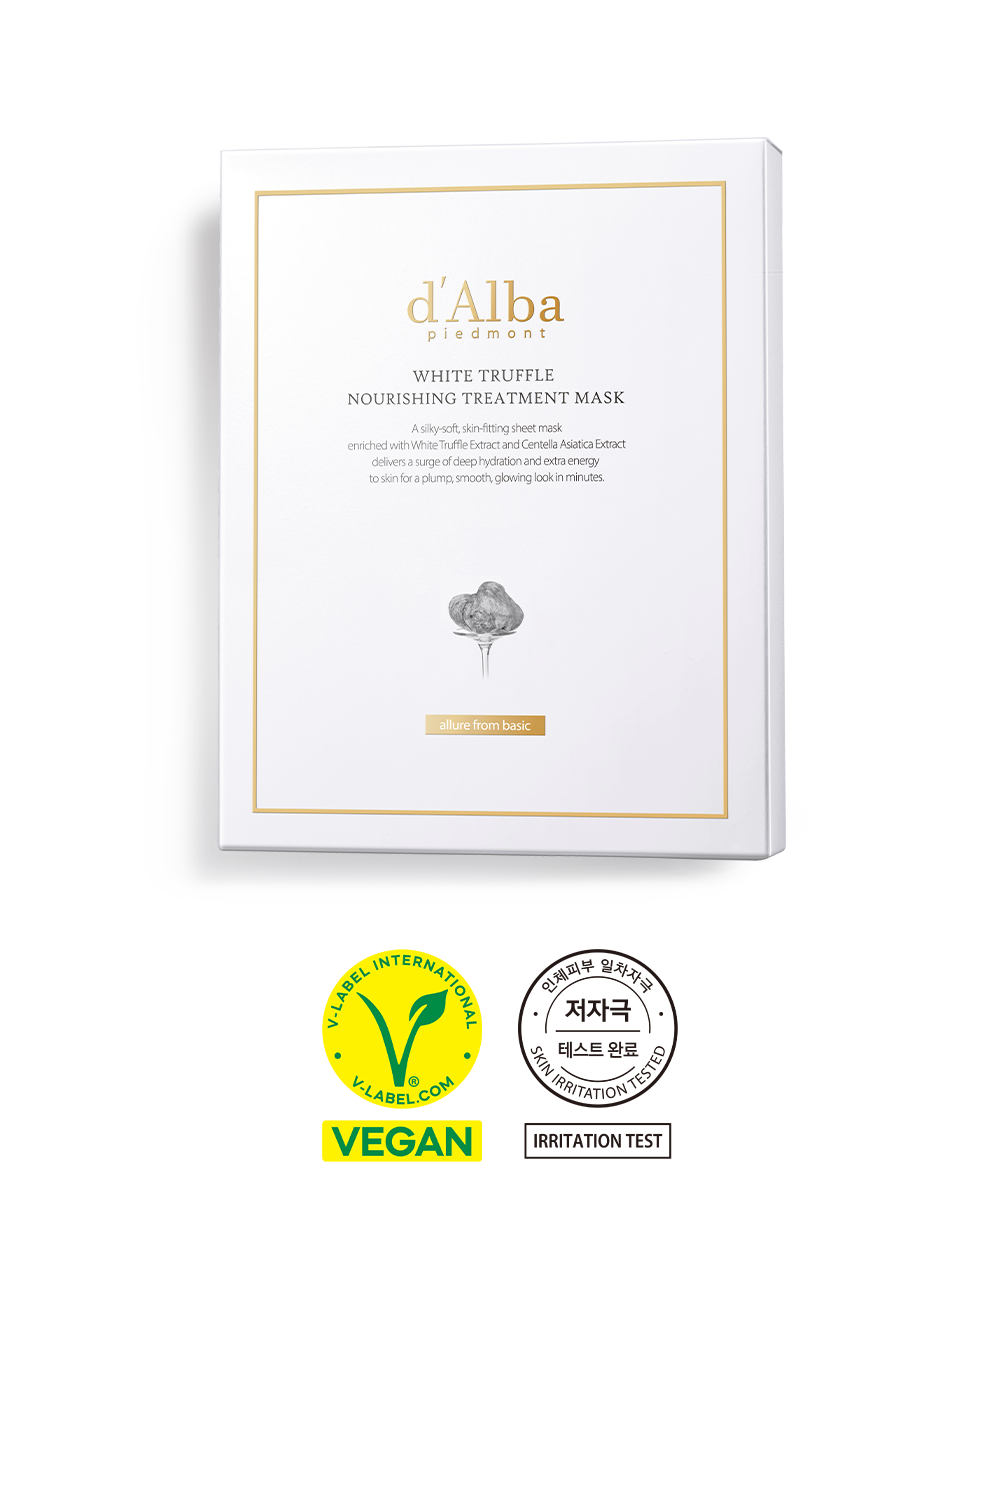 d'Alba
piedmont
WHITE TRUFFLE
NOURISHING TREATMENT MASK
A silky-soft, skin-fitting sheet mask
enriched with White Truffle Extract and Centella Asiatica Extract
delivers a surge of deep hydration and extra energy
to skin for a plump, smooth, glowing look in minutes.
allure from basic
V-LABEL INTERNATIONAL
V-LABEL.COM
®
VEGAN
인체피부 일차자극
저자극
테스트 완료
SKIN IRRITATION TESTED
IRRITATION TEST